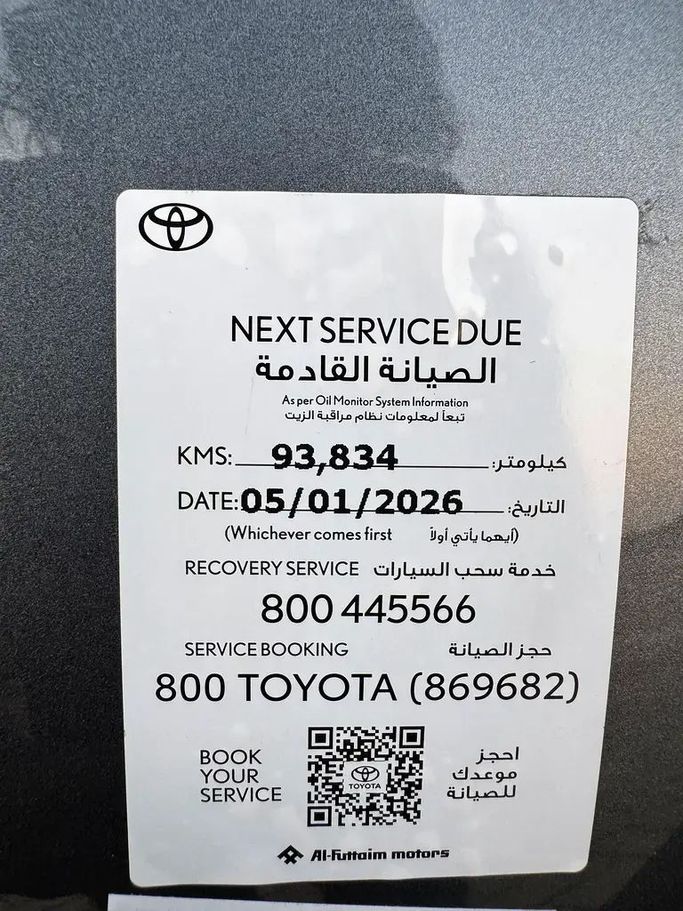 NEXT SERVICE DUE
الصيانة القادمة
As per Oil Monitor System Information
تبعاً لمعلومات نظام مراقبة الزيت
KMS: 93,834 كيلومتر:
DATE: 05/01/2026 التاريخ:
(Whichever comes first أيهما يأتي أولاً)
RECOVERY SERVICE خدمة سحب السيارات
800 445566
SERVICE BOOKING حجز الصيانة
800 TOYOTA (869682)
BOOK
YOUR
SERVICE
TOYOTA
احجز
موعدك
للصيانة
Al-Futtaim motors